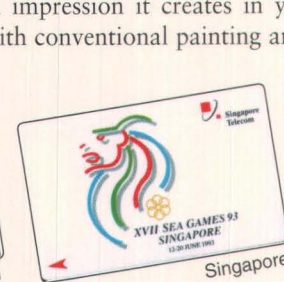 impression it creates in y
ith conventional painting a
Singapore
Telecom
XVII SEA GAMES 93
SINGAPORE
12-20 JUNE 1993
Singapore